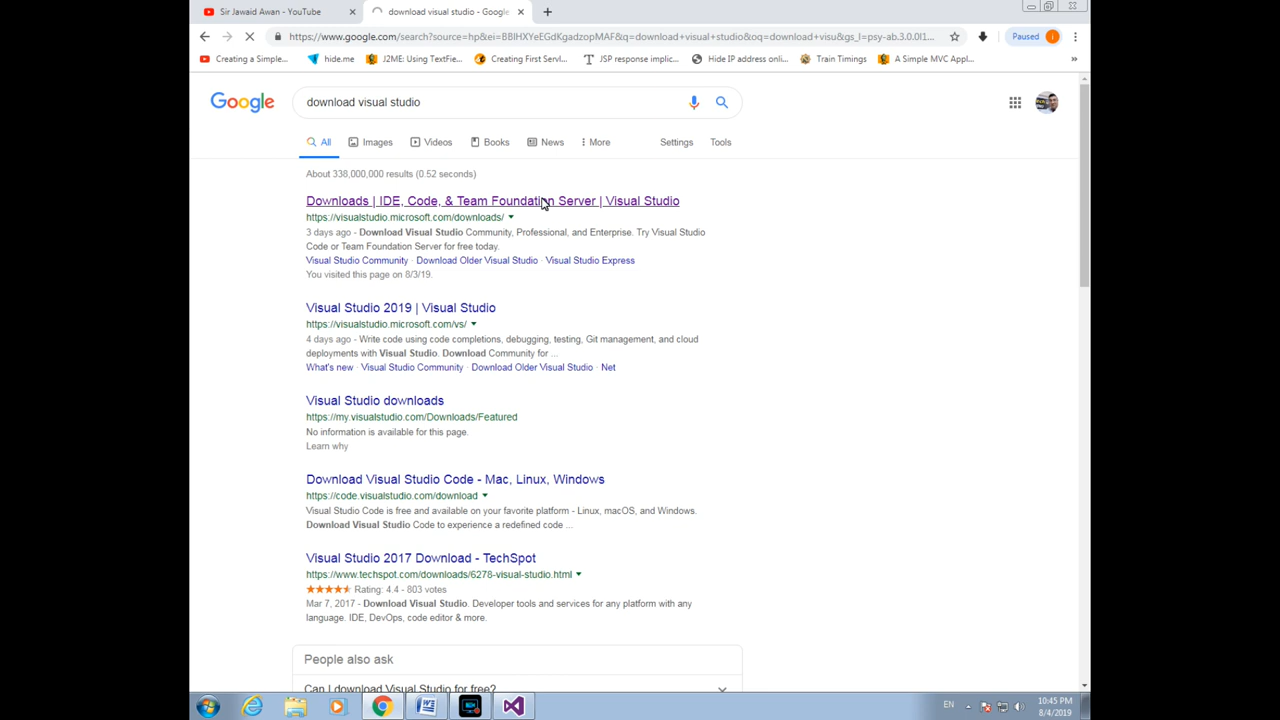 Sir Jawaid Awan - YouTube
download visual studio - Google
https://www.google.com/search?source=hp&ei=BBlHXYeEGdKgadzopMAF&q=download+visual+studio&oq=download+visu&gs_l=psy-ab.3.0.0l1...
Paused
Creating a Simple...
hide.me
J2ME: Using TextFie...
Creating First Servl...
JSP response implic...
Hide IP address onli...
Train Timings
A Simple MVC Appl...
Google
download visual studio
All
Images
Videos
Books
News
More
Settings
Tools
About 338,000,000 results (0.52 seconds)
Downloads | IDE, Code, & Team Foundation Server | Visual Studio
https://visualstudio.microsoft.com/downloads/
3 days ago - Download Visual Studio Community, Professional, and Enterprise. Try Visual Studio
Code or Team Foundation Server for free today.
Visual Studio Community · Download Older Visual Studio · Visual Studio Express
You visited this page on 8/3/19.
Visual Studio 2019 | Visual Studio
https://visualstudio.microsoft.com/vs/
4 days ago - Write code using code completions, debugging, testing, Git management, and cloud
deployments with Visual Studio. Download Community for ...
What's new · Visual Studio Community · Download Older Visual Studio · Net
Visual Studio downloads
https://my.visualstudio.com/Downloads/Featured
No information is available for this page.
Learn why
Download Visual Studio Code - Mac, Linux, Windows
https://code.visualstudio.com/download
Visual Studio Code is free and available on your favorite platform - Linux, macOS, and Windows.
Download Visual Studio Code to experience a redefined code ...
Visual Studio 2017 Download - TechSpot
https://www.techspot.com/downloads/6278-visual-studio.html
Rating: 4.4 - 803 votes
Mar 7, 2017 - Download Visual Studio. Developer tools and services for any platform with any
language. IDE, DevOps, code editor & more.
People also ask
Can I download Visual Studio for free?
EN
10:45 PM
8/4/2019